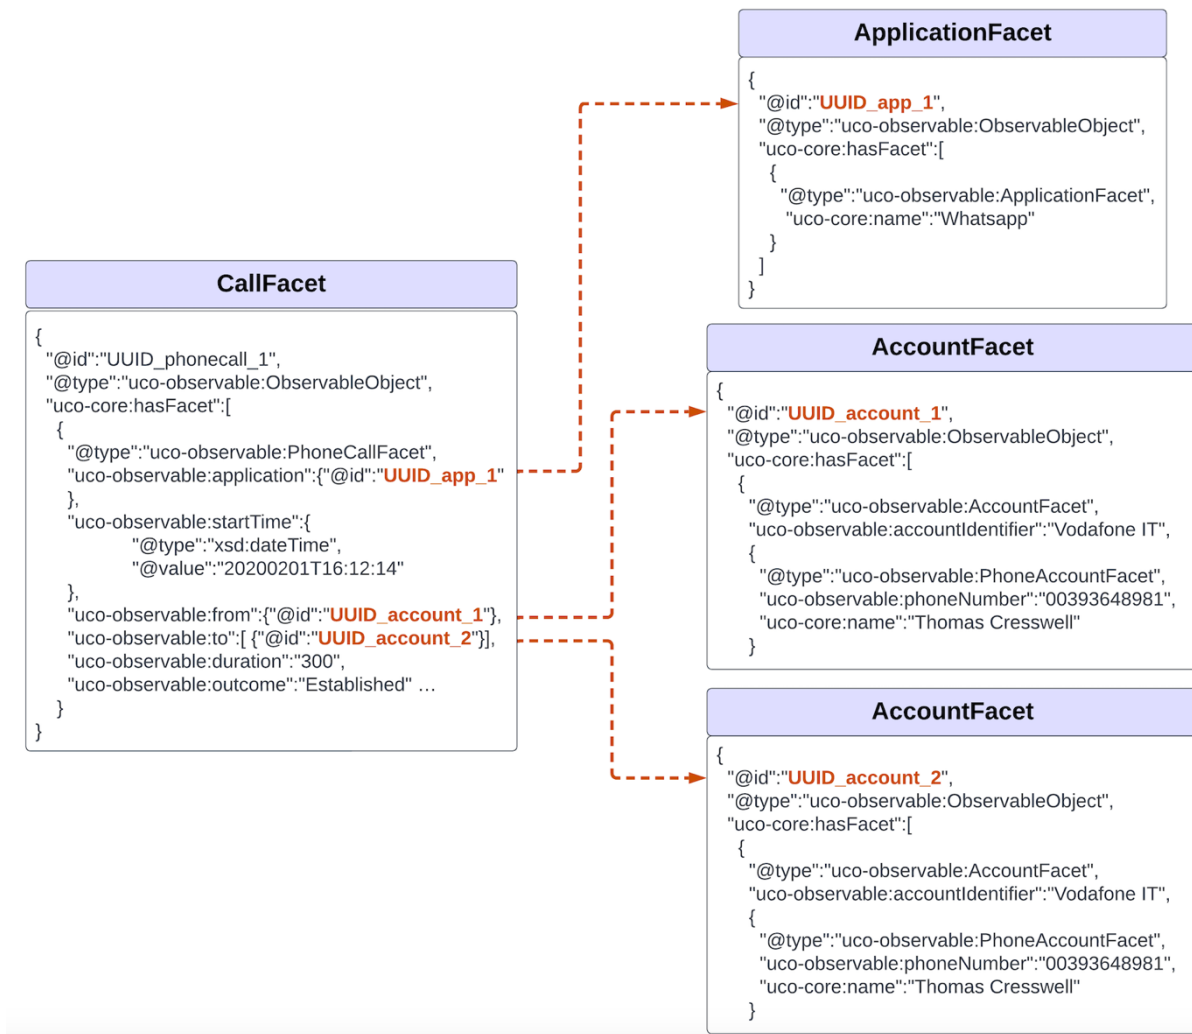 ApplicationFacet
{
"@id":"UUID_app_1",
"@type":"uco-observable:ObservableObject",
"uco-core:hasFacet":[
{
"@type":"uco-observable:ApplicationFacet",
"uco-core:name":"Whatsapp"
}
]
}
CallFacet
{
"@id":"UUID_phonecall_1",
"@type":"uco-observable:ObservableObject",
"uco-core:hasFacet":[
{
"@type":"uco-observable:PhoneCallFacet",
"uco-observable:application":{"@id":"UUID_app_1"
},
"uco-observable:startTime":{
"@type":"xsd:dateTime",
"@value":"20200201T16:12:14"
},
"uco-observable:from":{"@id":"UUID_account_1"},
"uco-observable:to":[ {"@id":"UUID_account_2"}],
"uco-observable:duration":"300",
"uco-observable:outcome":"Established" …
}
}
AccountFacet
{
"@id":"UUID_account_1",
"@type":"uco-observable:ObservableObject",
"uco-core:hasFacet":[
{
"@type":"uco-observable:AccountFacet",
"uco-observable:accountIdentifier":"Vodafone IT",
{
"@type":"uco-observable:PhoneAccountFacet",
"uco-observable:phoneNumber":"00393648981",
"uco-core:name":"Thomas Cresswell"
}
AccountFacet
{
"@id":"UUID_account_2",
"@type":"uco-observable:ObservableObject",
"uco-core:hasFacet":[
{
"@type":"uco-observable:AccountFacet",
"uco-observable:accountIdentifier":"Vodafone IT",
{
"@type":"uco-observable:PhoneAccountFacet",
"uco-observable:phoneNumber":"00393648981",
"uco-core:name":"Thomas Cresswell"
}